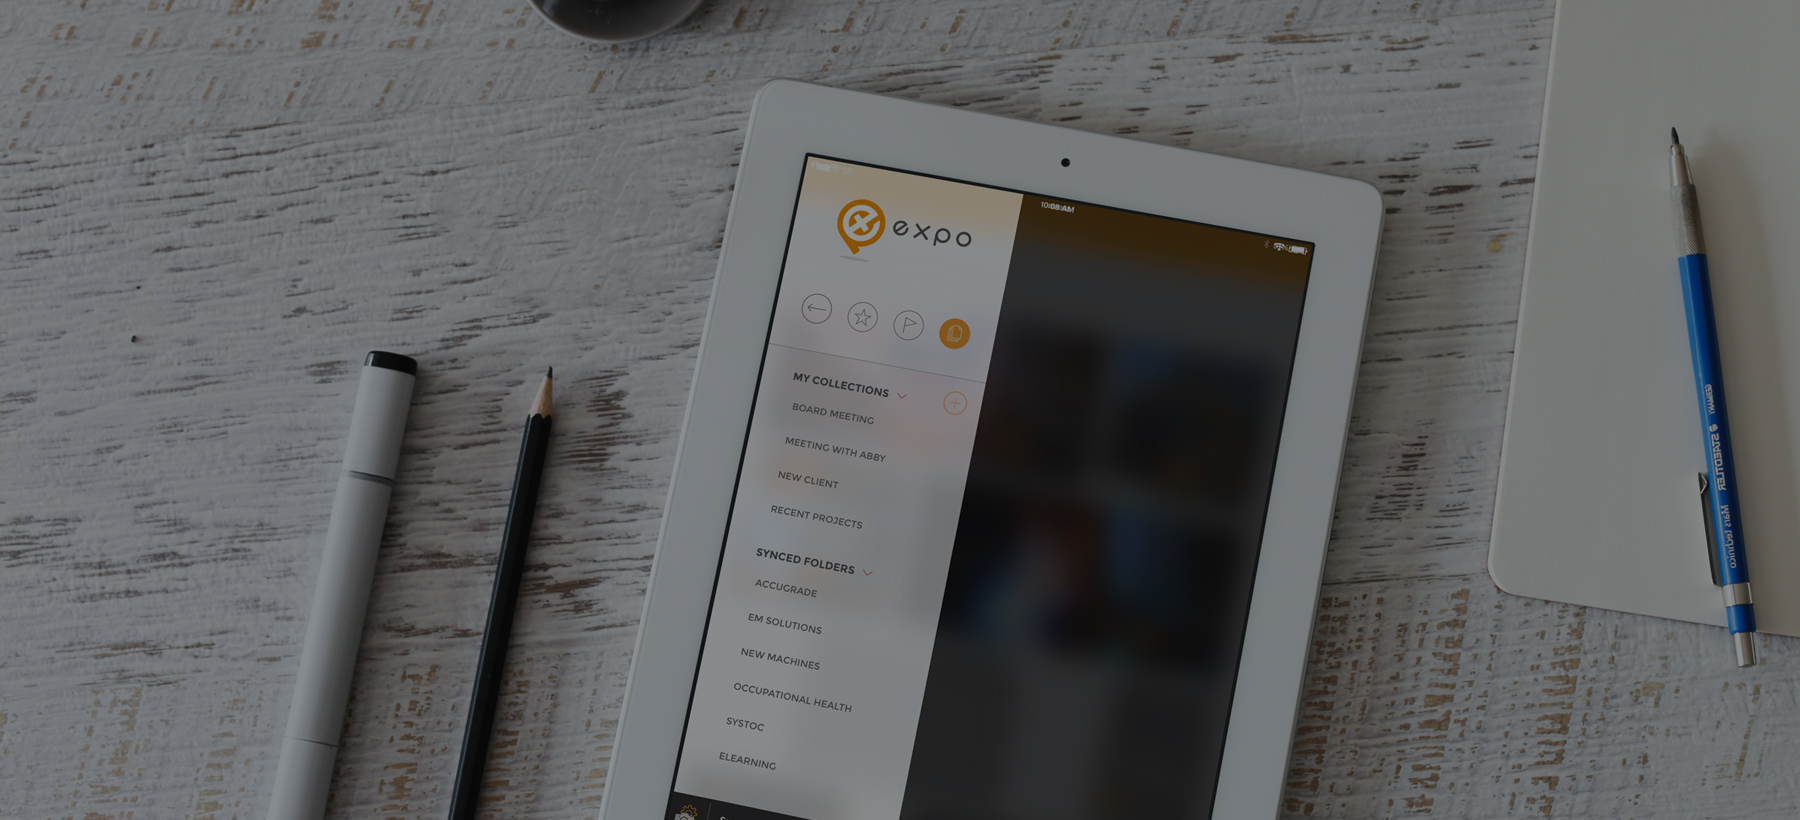 expo
10:08 AM
MY COLLECTIONS
BOARD MEETING
MEETING WITH ABBY
NEW CLIENT
RECENT PROJECTS
SYNCED FOLDERS
ACCUGRADE
EM SOLUTIONS
NEW MACHINES
OCCUPATIONAL HEALTH
SYSTOC
ELEARNING
GERMANY
STAEDTLER
Mars technico